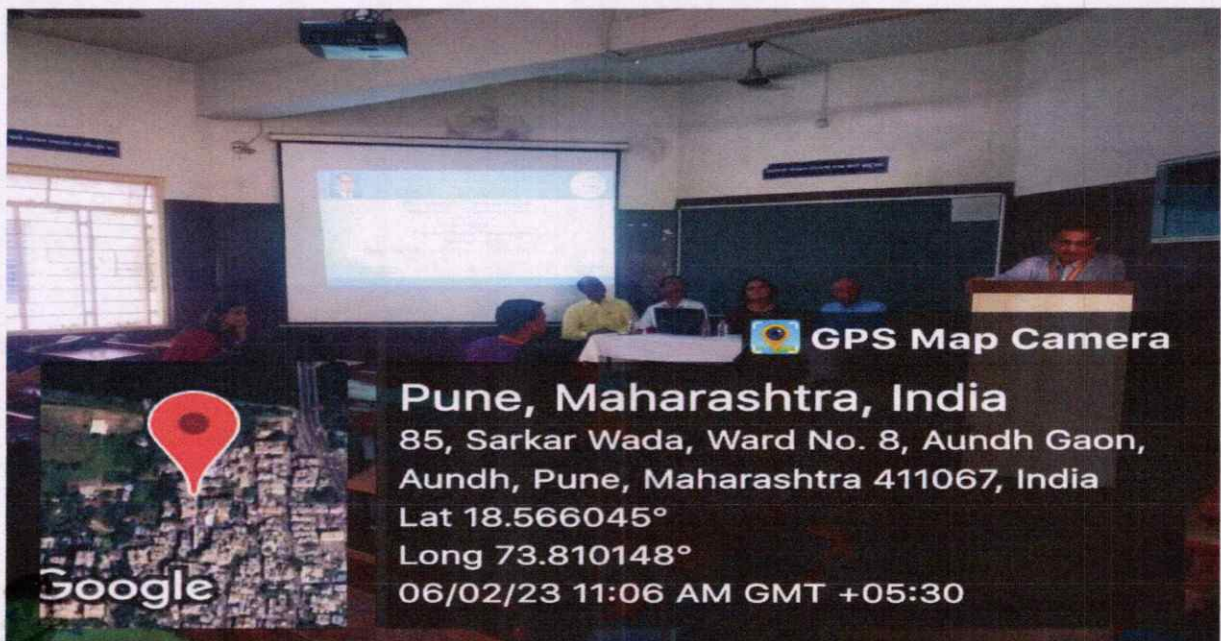 GPS Map Camera
Pune, Maharashtra, India
85, Sarkar Wada, Ward No. 8, Aundh Gaon,
Aundh, Pune, Maharashtra 411067, India
Lat 18.566045°
Long 73.810148°
06/02/23 11:06 AM GMT +05:30
Google